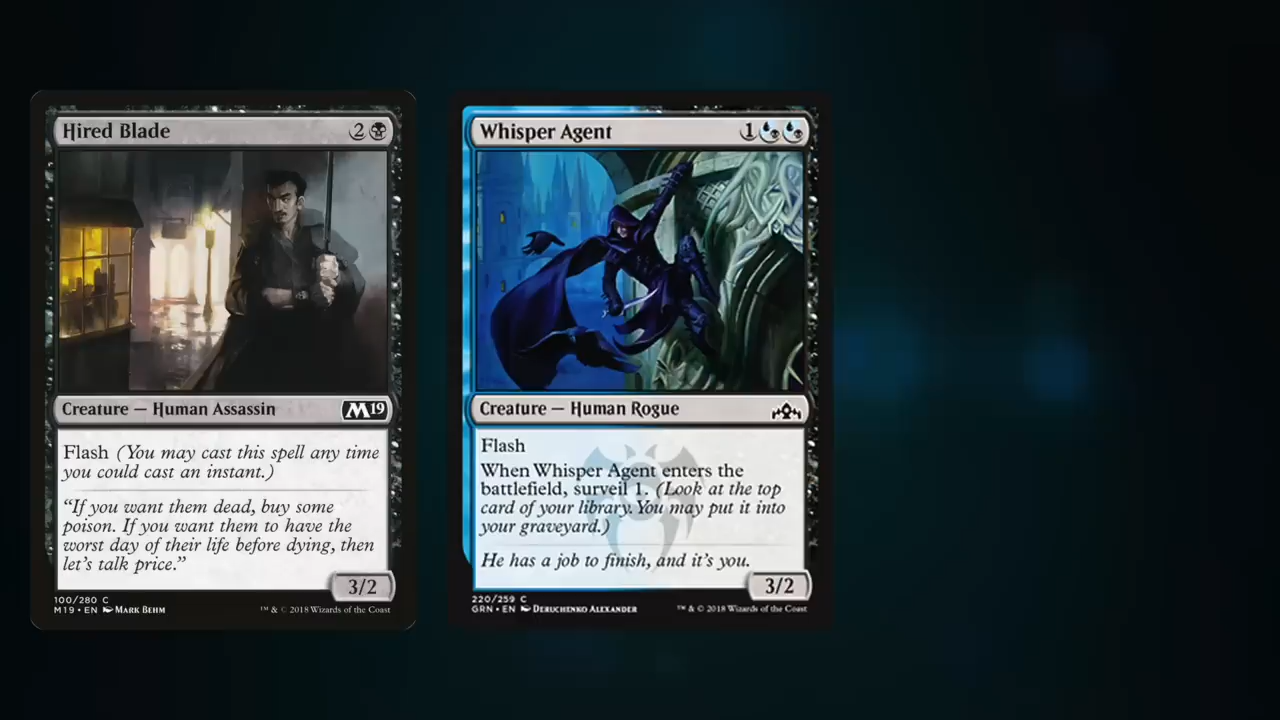 Hired Blade 2
Creature — Human Assassin M19
Flash (You may cast this spell any time
you could cast an instant.)
“If you want them dead, buy some
poison. If you want them to have the
worst day of their life before dying, then
let’s talk price.”
3/2
100/280 C
M19 • EN Mark Behm
™ & © 2018 Wizards of the Coast
Whisper Agent 1
Creature — Human Rogue
Flash
When Whisper Agent enters the
battlefield, surveil 1. (Look at the top
card of your library. You may put it into
your graveyard.)
He has a job to finish, and it’s you.
3/2
220/259 C
GRN • EN Deruchenko Alexander
™ & © 2018 Wizards of the Coast